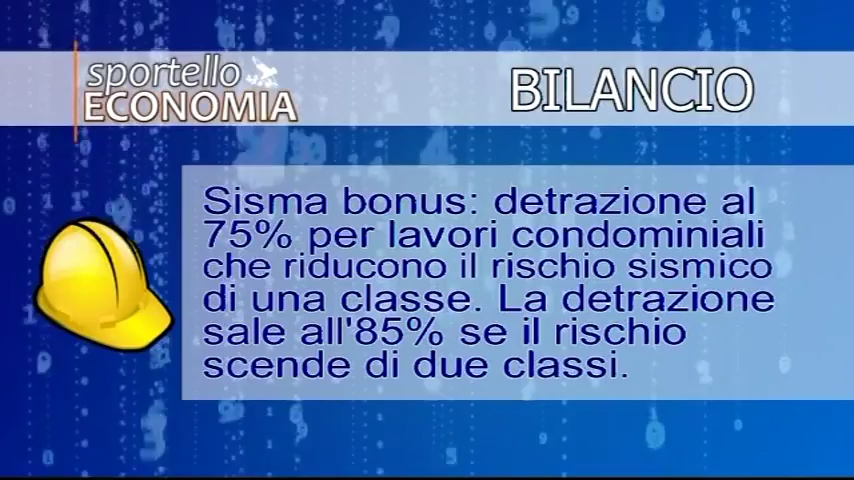 sportello
ECONOMIA
BILANCIO
Sisma bonus: detrazione al
75% per lavori condominiali
che riducono il rischio sismico
di una classe. La detrazione
sale all'85% se il rischio
scende di due classi.